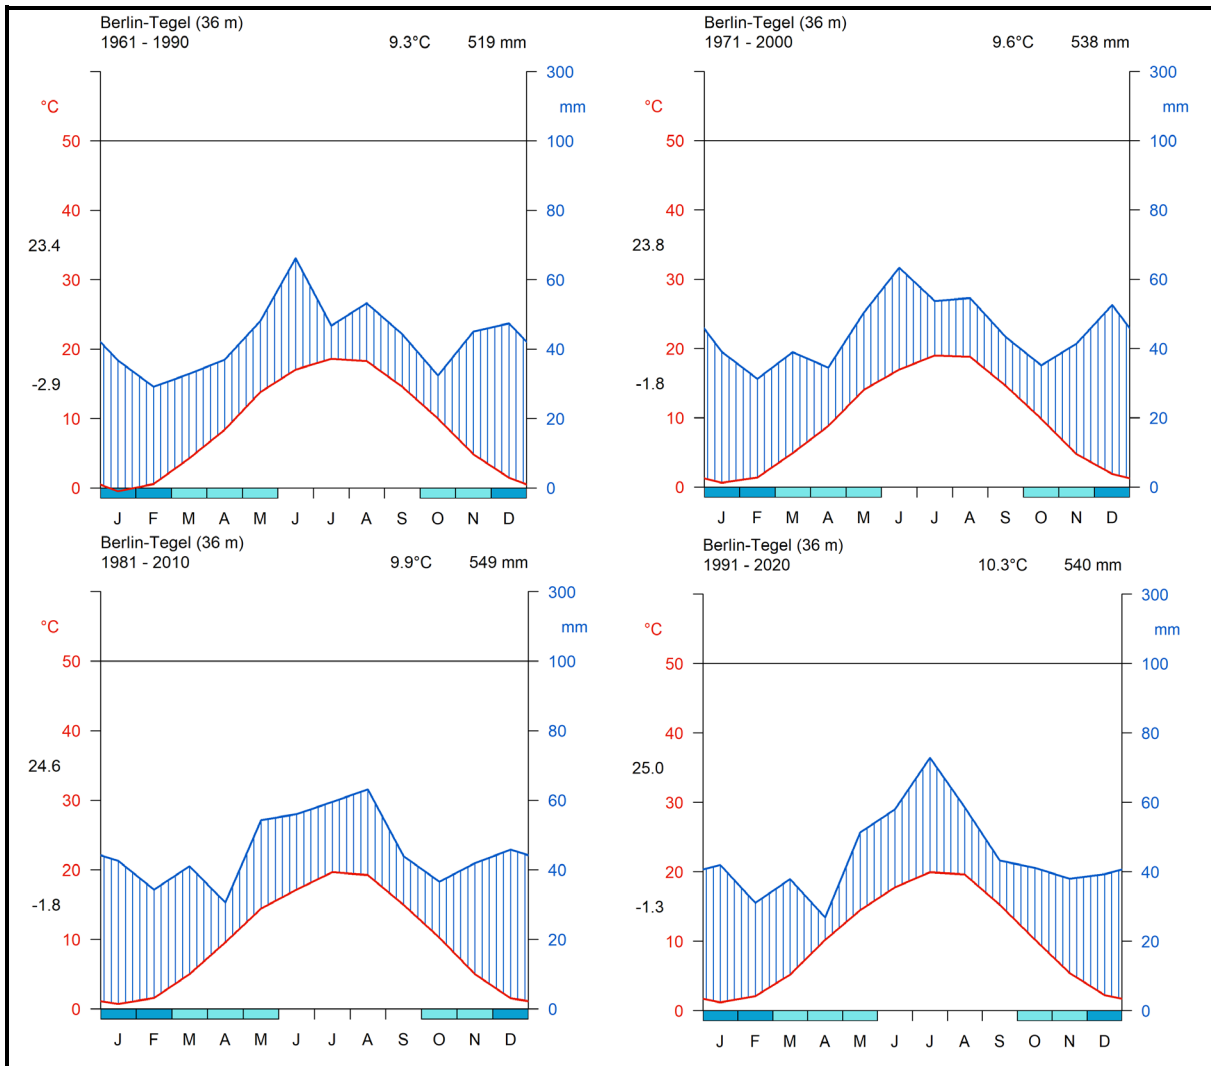 Berlin-Tegel (36 m)
1961 - 1990 9.3°C 519 mm
300
°C mm
50 100
40 80
23.4
30 60
20 40
-2.9
10 20
0 0
J F M A M J J A S O N D
Berlin-Tegel (36 m)
1971 - 2000 9.6°C 538 mm
300
°C mm
50 100
40 80
23.8
30 60
20 40
-1.8
10 20
0 0
J F M A M J J A S O N D
Berlin-Tegel (36 m)
1981 - 2010 9.9°C 549 mm
300
°C mm
50 100
40 80
24.6
30 60
20 40
-1.8
10 20
0 0
J F M A M J J A S O N D
Berlin-Tegel (36 m)
1991 - 2020 10.3°C 540 mm
300
°C mm
50 100
40 80
25.0
30 60
20 40
-1.3
10 20
0 0
J F M A M J J A S O N D